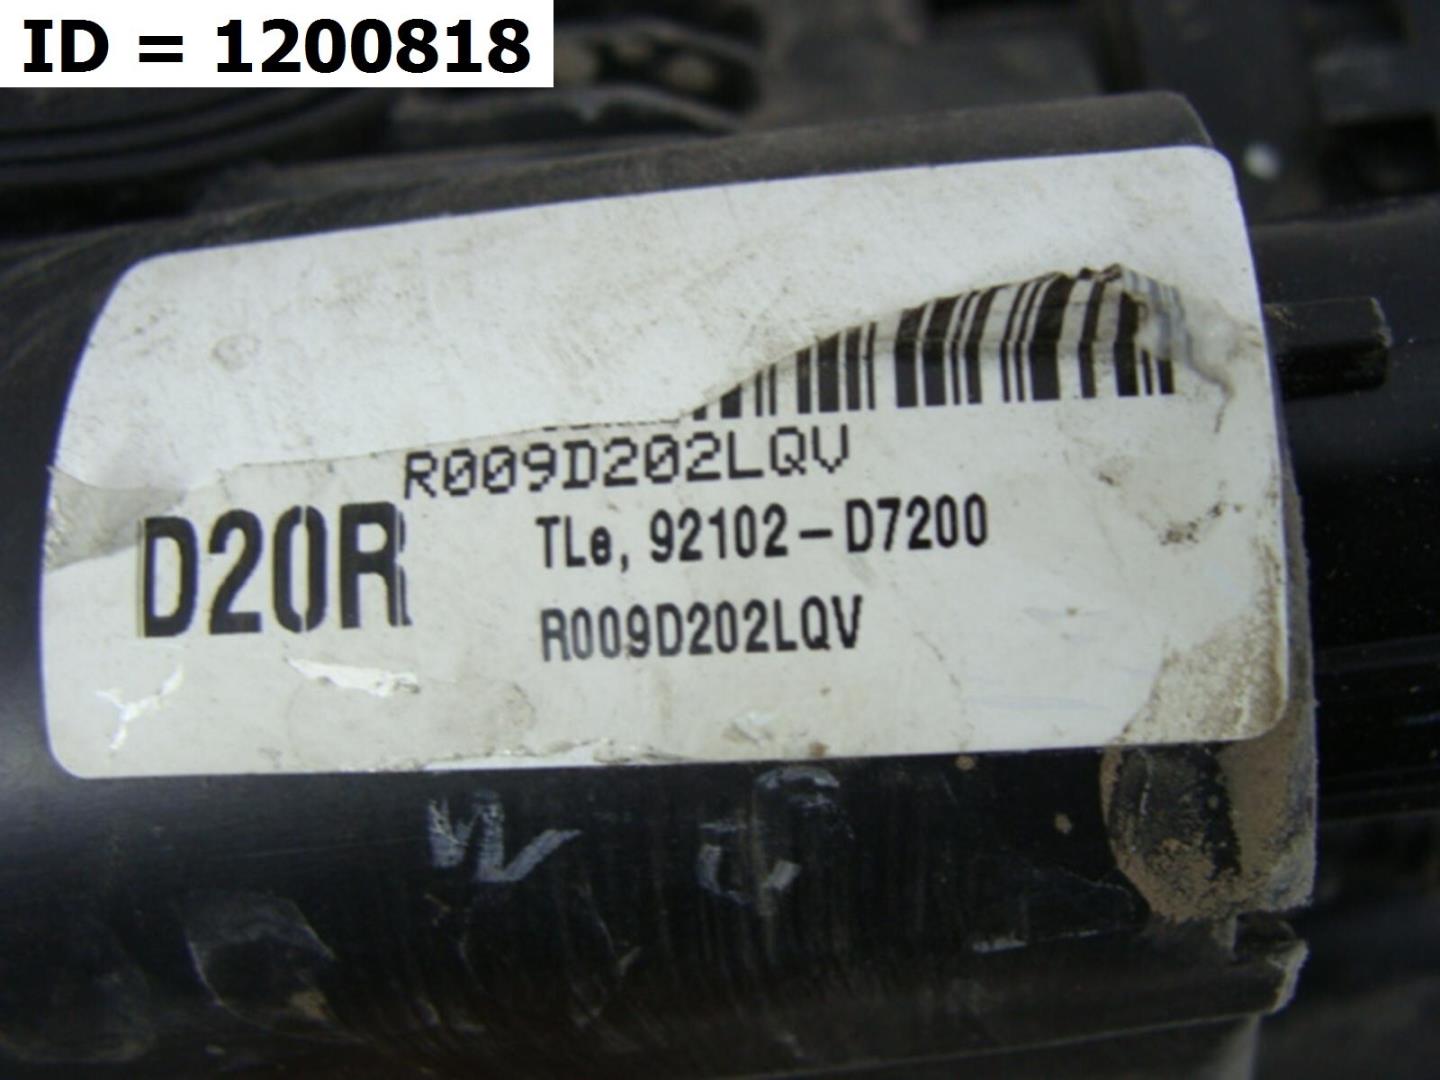 ID = 1200818
R009D202LQV
D20R
TLe, 92102-D7200
R009D202LQV